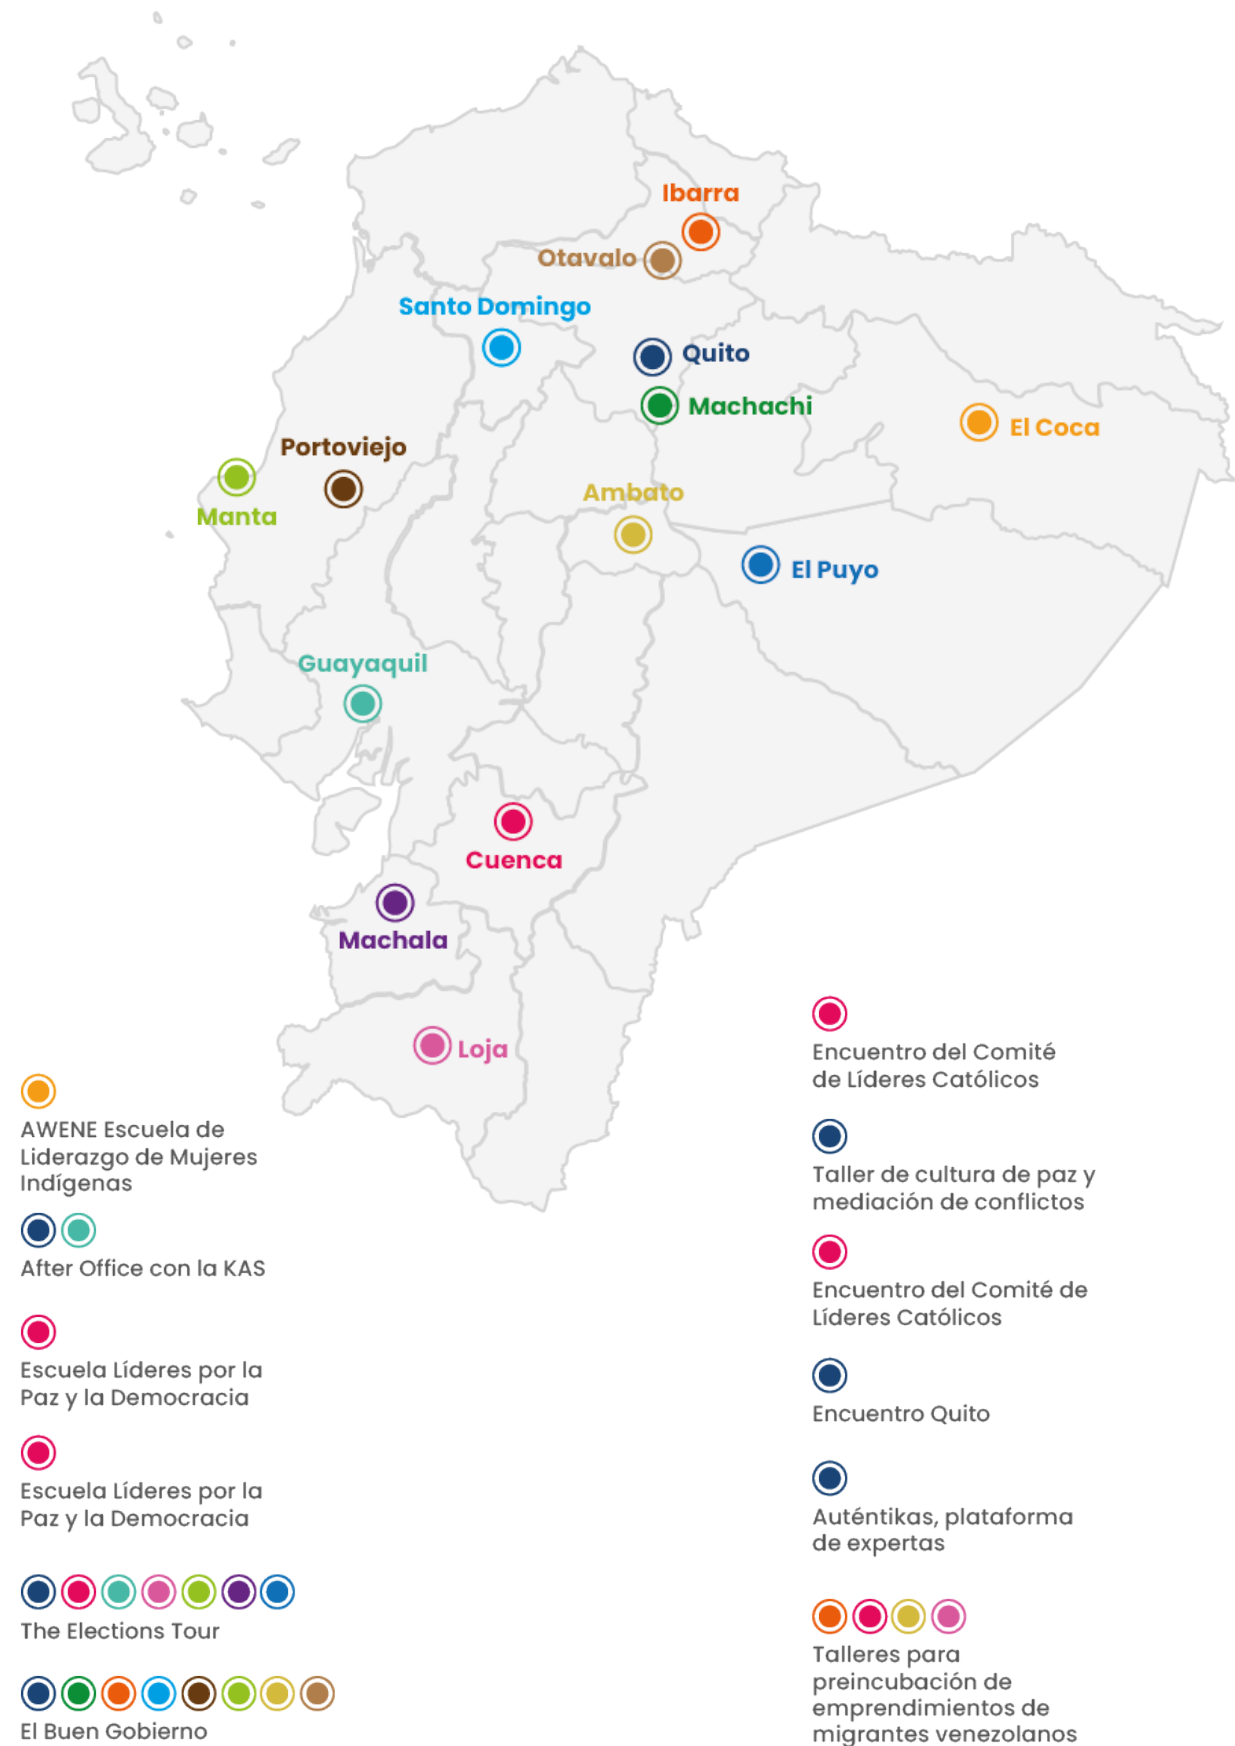 Ibarra
Otavalo
Santo Domingo
Quito
Machachi
El Coca
Portoviejo
Manta
Ambato
El Puyo
Guayaquil
Cuenca
Machala
Loja
AWENE Escuela de
Liderazgo de Mujeres
Indígenas
After Office con la KAS
Escuela Líderes por la
Paz y la Democracia
Escuela Líderes por la
Paz y la Democracia
The Elections Tour
El Buen Gobierno
Encuentro del Comité
de Líderes Católicos
Taller de cultura de paz y
mediación de conflictos
Encuentro del Comité de
Líderes Católicos
Encuentro Quito
Auténtikas, plataforma
de expertas
Talleres para
preincubación de
emprendimientos de
migrantes venezolanos